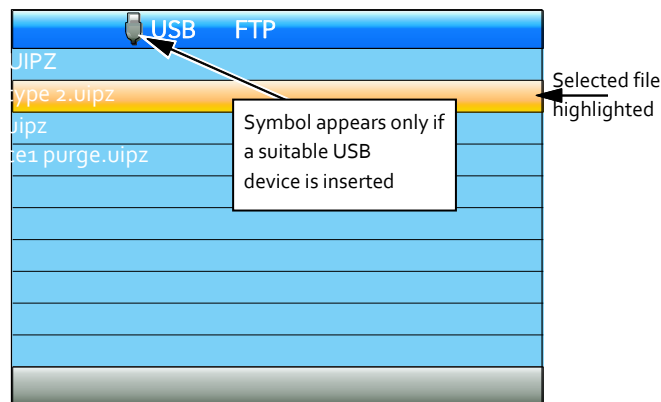 USB FTP
UIPZ
ype 2.uipz
uipz
te1 purge.uipz
Symbol appears only if
a suitable USB
device is inserted
Selected file
highlighted